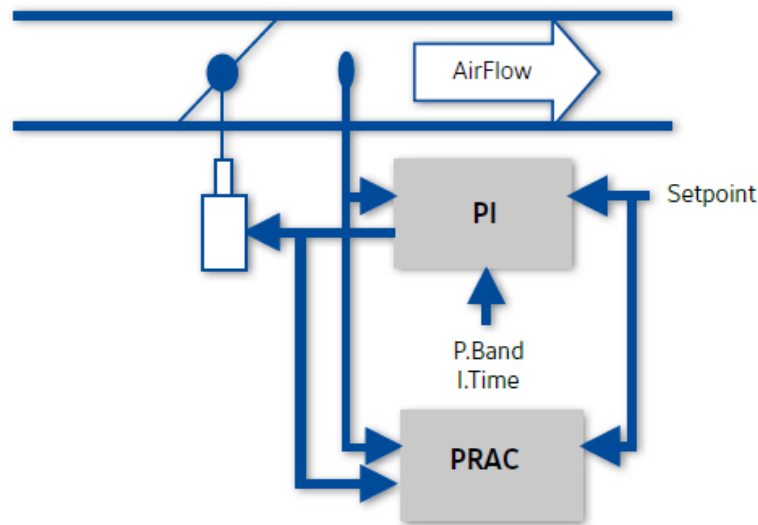 AirFlow
PI
Setpoint
P.Band
I.Time
PRAC